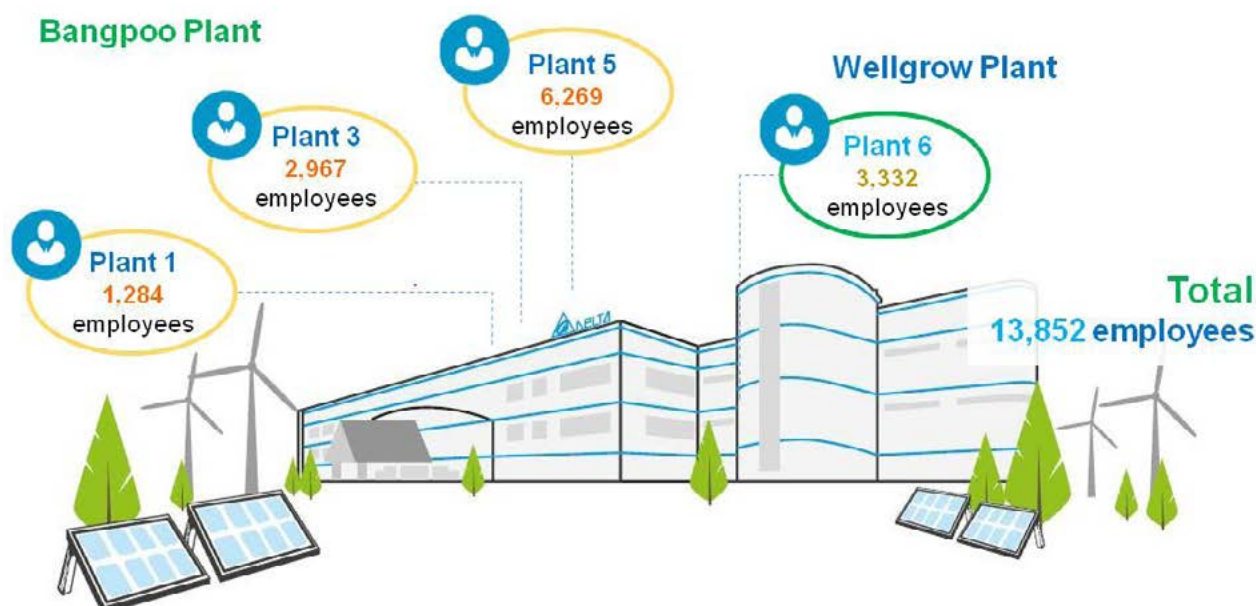 Bangpoo Plant
Plant 5
6.269
employees
Wellgrow Plant
Plant 3
2,967
employees
Plant 6
3,332
employees
Plant 1
1,284
employees
DELTA
Total
13,852 employees